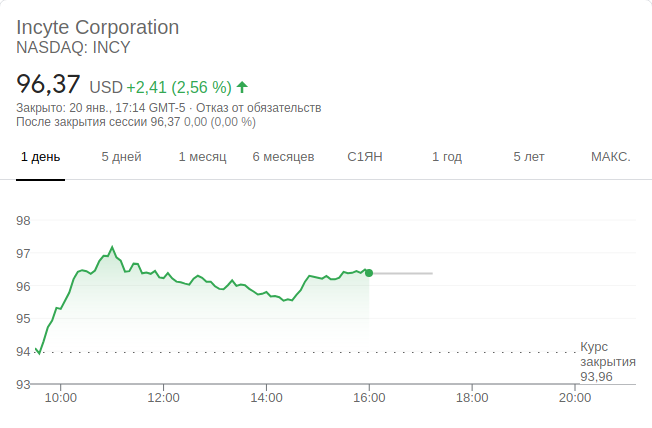 Incyte Corporation
NASDAQ: INCY
96,37 USD +2,41 (2,56 %)
Закрыто: 20 янв., 17:14 GMT-5 · Отказ от обязательств
После закрытия сессии 96,37 0,00 (0,00 %)
1 день 5 дней 1 месяц 6 месяцев С1ЯН 1 год 5 лет МАКС.
98
97
96
95
94
Курс
закрытия
93,96
93
10:00 12:00 14:00 16:00 18:00 20:00